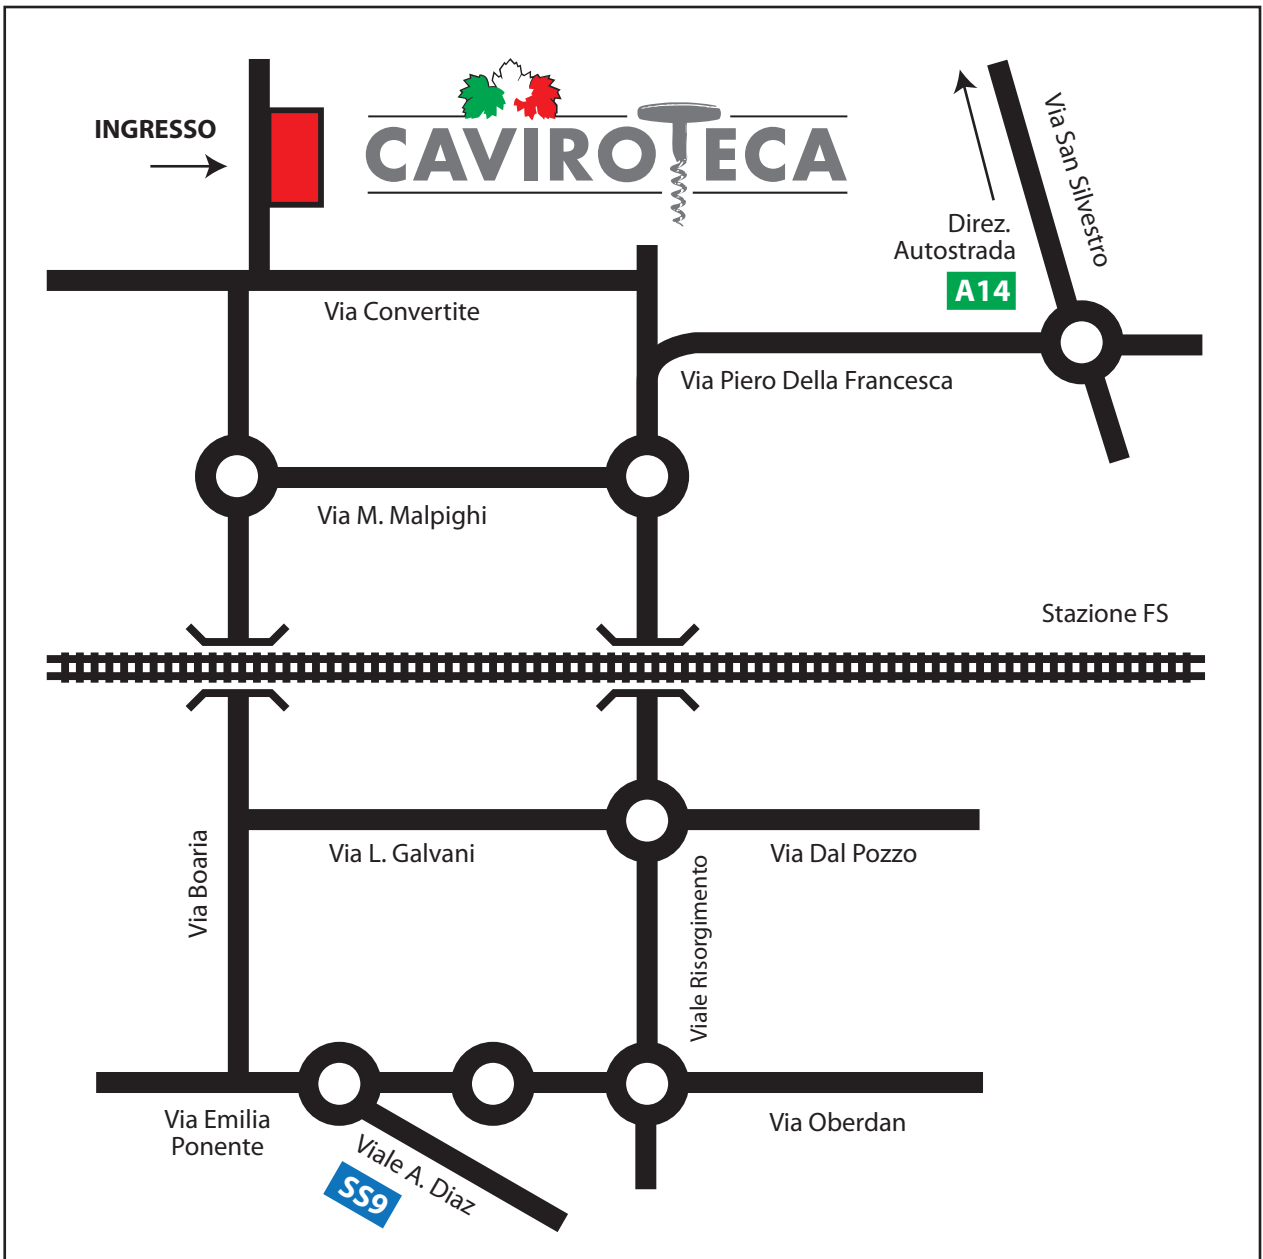 INGRESSO
CAVIROTECA
Via San Silvestro
Direz.
Autostrada
A14
Via Convertite
Via Piero Della Francesca
Via M. Malpighi
Stazione FS
Via Boaria
Via L. Galvani
Viale Risorgimento
Via Dal Pozzo
Via Emilia
Ponente
Viale A. Diaz
SS9
Via Oberdan